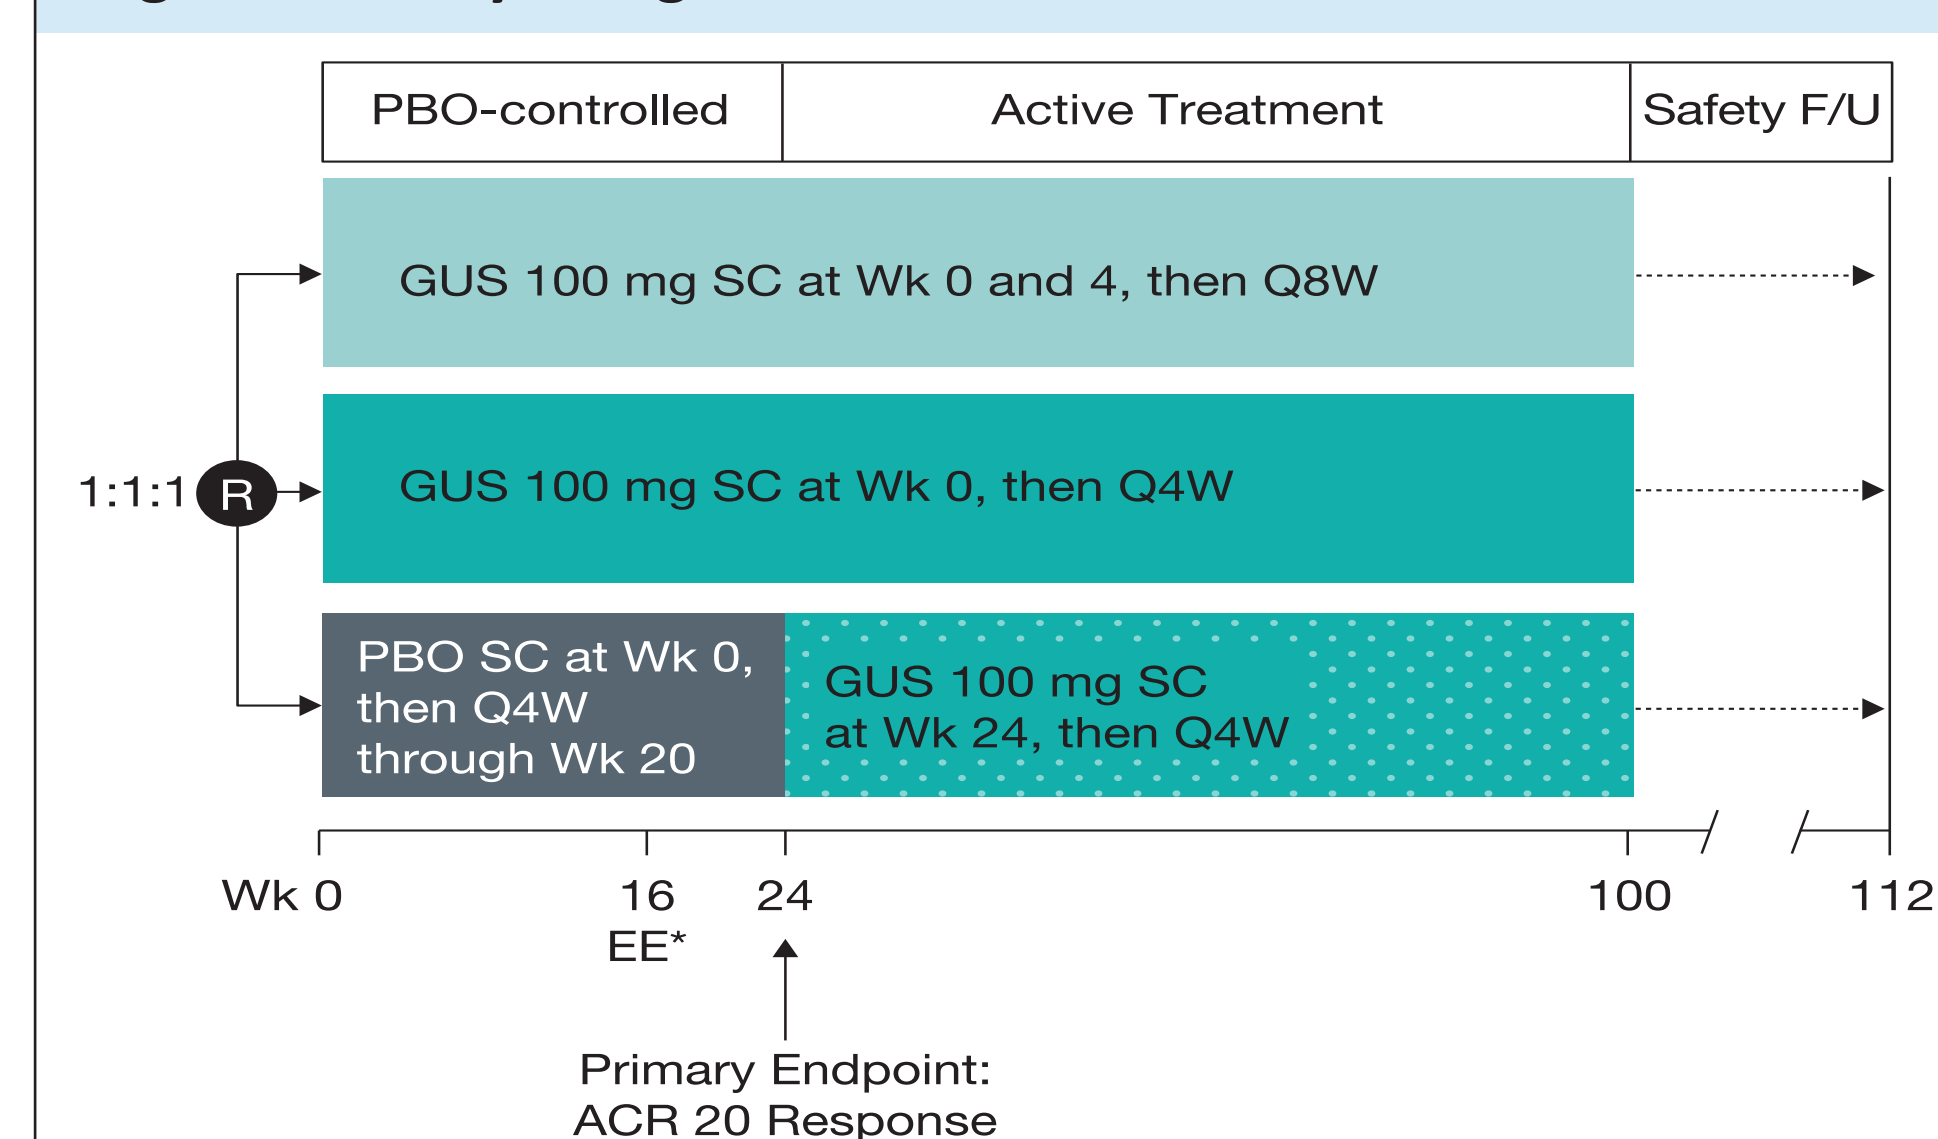 PBO-controlled
Active Treatment
Safety F/U
GUS 100 mg SC at Wk 0 and 4, then Q8W
1:1:1
R
GUS 100 mg SC at Wk 0, then Q4W
PBO SC at Wk 0,
then Q4W
through Wk 20
GUS 100 mg SC
at Wk 24, then Q4W
Wk 0
16
24
100
112
EE*
Primary Endpoint:
ACR 20 Response